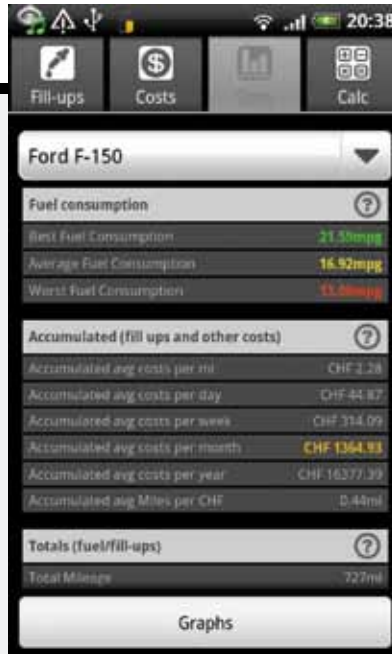 20:38
Fill-ups Costs Calc
Ford F-150
Fuel consumption
Best Fuel Consumption 21.59mpg
Average Fuel Consumption 16.92mpg
Worst Fuel Consumption
Accumulated (fill ups and other costs)
Accumulated avg costs per mi CHF 2.28
Accumulated avg costs per day CHF 44.87
Accumulated avg costs per week CHF 314.09
Accumulated avg costs per month CHF 1364.93
Accumulated avg costs per year CHF 16377.39
Accumulated avg Miles per CHF 0.44mi
Totals (fuel/fill-ups)
Total Mileage 727mi
Graphs